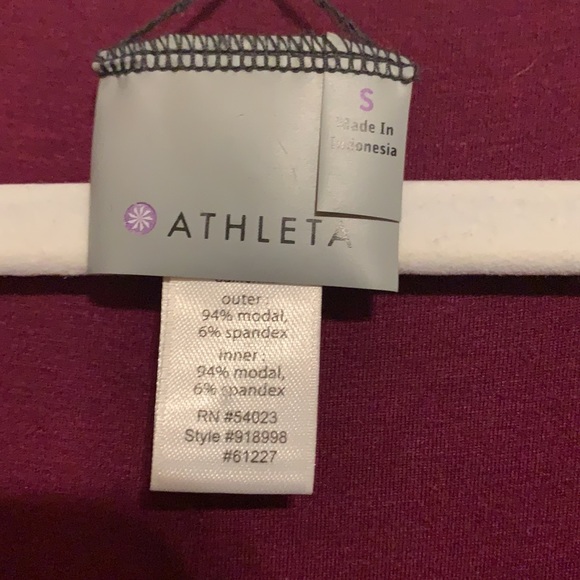 S
Made In
Indonesia
ATHLETA
outer :
94% modal,
6% spandex
inner :
94% modal,
6% spandex
RN #54023
Style #918998
#61227